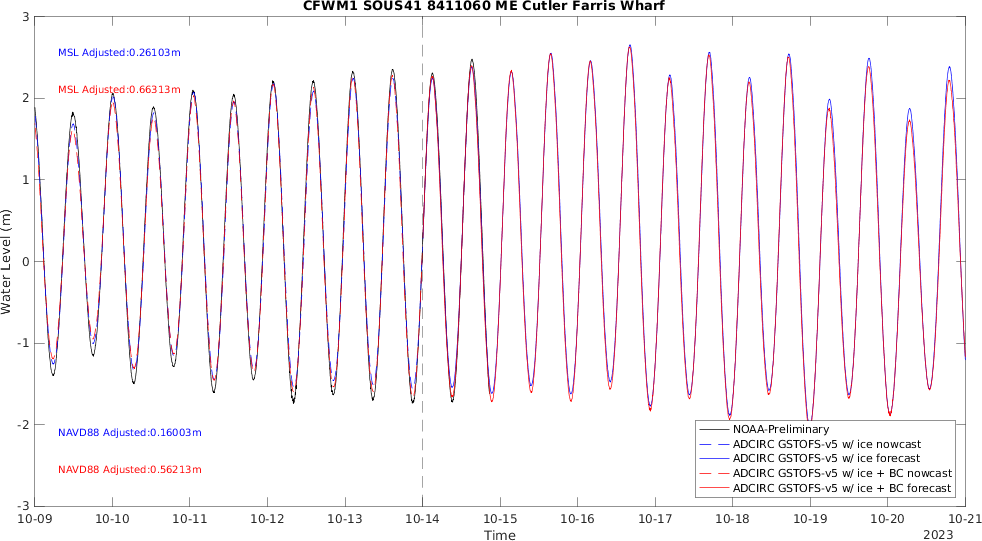 CFWM1 SOUS41 8411060 ME Cutler Farris Wharf
3
2
1
0
-1
-2
-3
Water Level (m)
MSL Adjusted:0.26103m
MSL Adjusted:0.66313m
NAVD88 Adjusted:0.16003m
NAVD88 Adjusted:0.56213m
NOAA-Preliminary
ADCIRC GSTOFS-v5 w/ ice nowcast
ADCIRC GSTOFS-v5 w/ ice forecast
ADCIRC GSTOFS-v5 w/ ice + BC nowcast
ADCIRC GSTOFS-v5 w/ ice + BC forecast
10-09 10-10 10-11 10-12 10-13 10-14 10-15 10-16 10-17 10-18 10-19 10-20 10-21
Time
2023